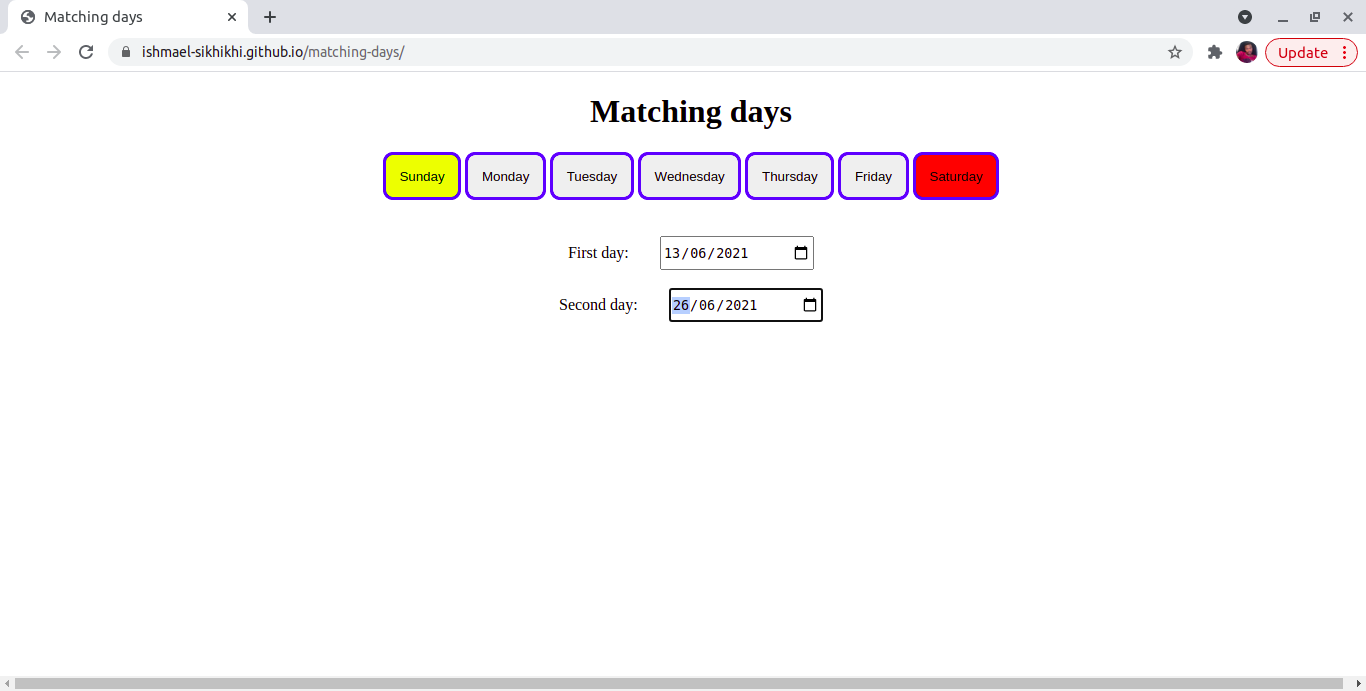 Matching days
ishmael-sikhikhi.github.io/matching-days/
Update
Matching days
Sunday Monday Tuesday Wednesday Thursday Friday Saturday
First day: 13/06/2021
Second day: 26/06/2021